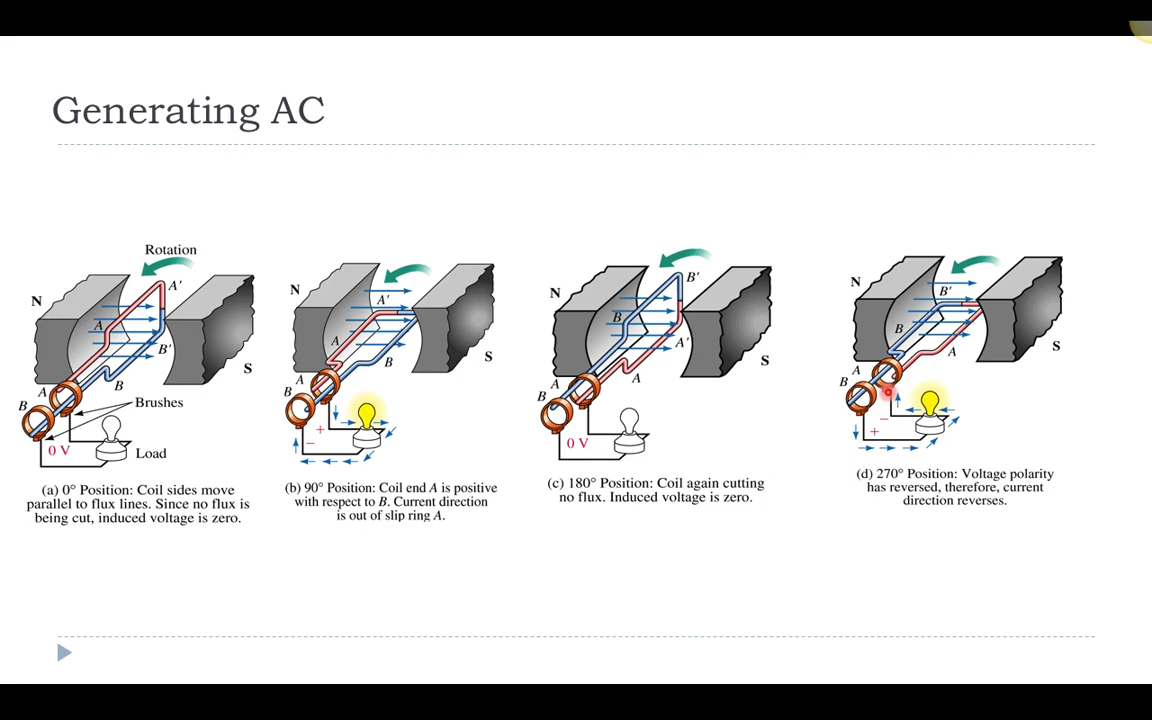 Generating AC
Rotation
N
A'
A
B'
S
A
B
B
Brushes
0 V
Load
(a) 0° Position: Coil sides move
parallel to flux lines. Since no flux is
being cut, induced voltage is zero.
N
A'
A
S
B
A
B
+
−
(b) 90° Position: Coil end A is positive
with respect to B. Current direction
is out of slip ring A.
N
B'
B
A'
S
A
A
B
0 V
(c) 180° Position: Coil again cutting
no flux. Induced voltage is zero.
N
B'
B
S
A
A
B
−
+
(d) 270° Position: Voltage polarity
has reversed, therefore, current
direction reverses.